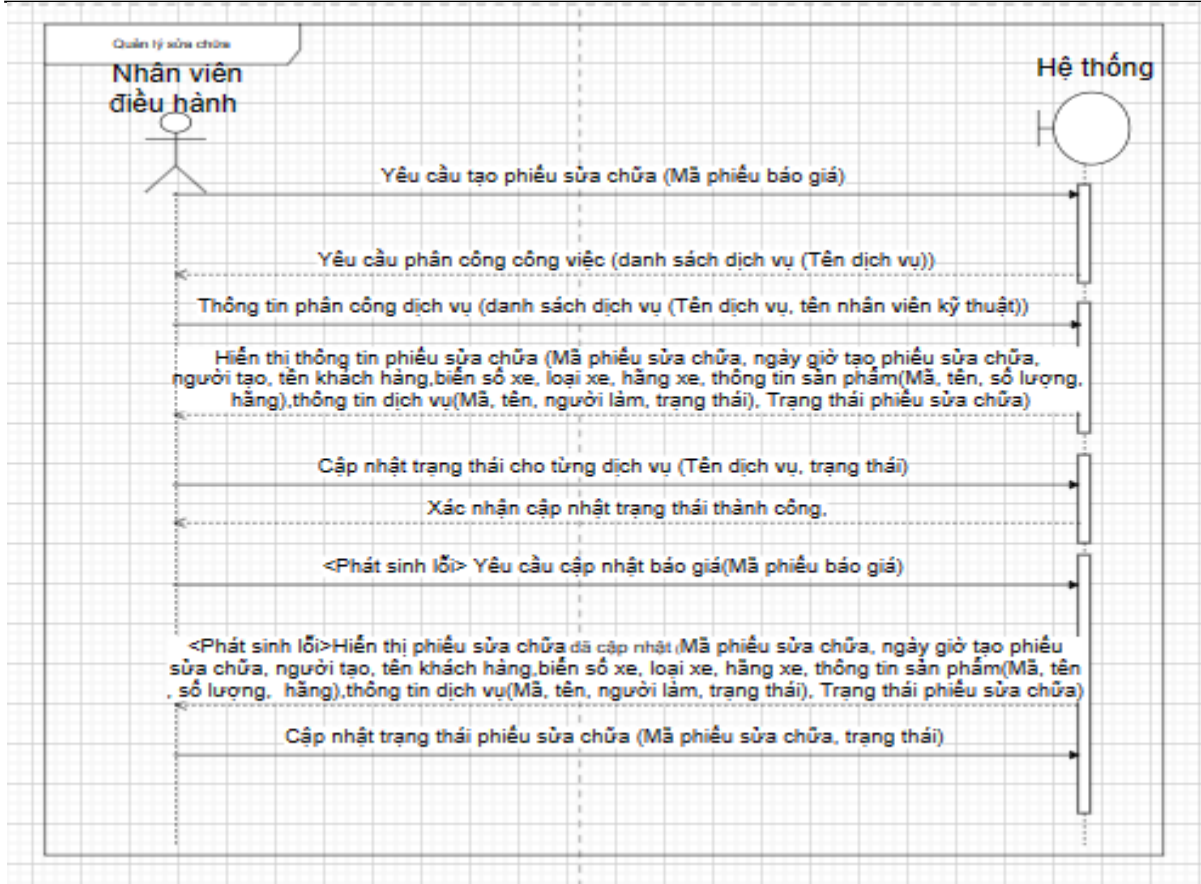 Quản lý sửa chữa
Nhân viên
điều hành
Hệ thống
Yêu cầu tạo phiếu sửa chữa (Mã phiếu báo giá)
Yêu cầu phân công công việc (danh sách dịch vụ (Tên dịch vụ))
Thông tin phân công dịch vụ (danh sách dịch vụ (Tên dịch vụ, tên nhân viên kỹ thuật))
Hiển thị thông tin phiếu sửa chữa (Mã phiếu sửa chữa, ngày giờ tạo phiếu sửa chữa,
người tạo, tên khách hàng,biển số xe, loại xe, hãng xe, thông tin sản phẩm(Mã, tên, số lượng,
hãng),thông tin dịch vụ(Mã, tên, người làm, trạng thái), Trạng thái phiếu sửa chữa)
Cập nhật trạng thái cho từng dịch vụ (Tên dịch vụ, trạng thái)
Xác nhận cập nhật trạng thái thành công,
<Phát sinh lỗi> Yêu cầu cập nhật báo giá(Mã phiếu báo giá)
<Phát sinh lỗi>Hiển thị phiếu sửa chữa đã cập nhật (Mã phiếu sửa chữa, ngày giờ tạo phiếu
sửa chữa, người tạo, tên khách hàng,biển số xe, loại xe, hãng xe, thông tin sản phẩm(Mã, tên
, số lượng, hãng),thông tin dịch vụ(Mã, tên, người làm, trạng thái), Trạng thái phiếu sửa chữa)
Cập nhật trạng thái phiếu sửa chữa (Mã phiếu sửa chữa, trạng thái)